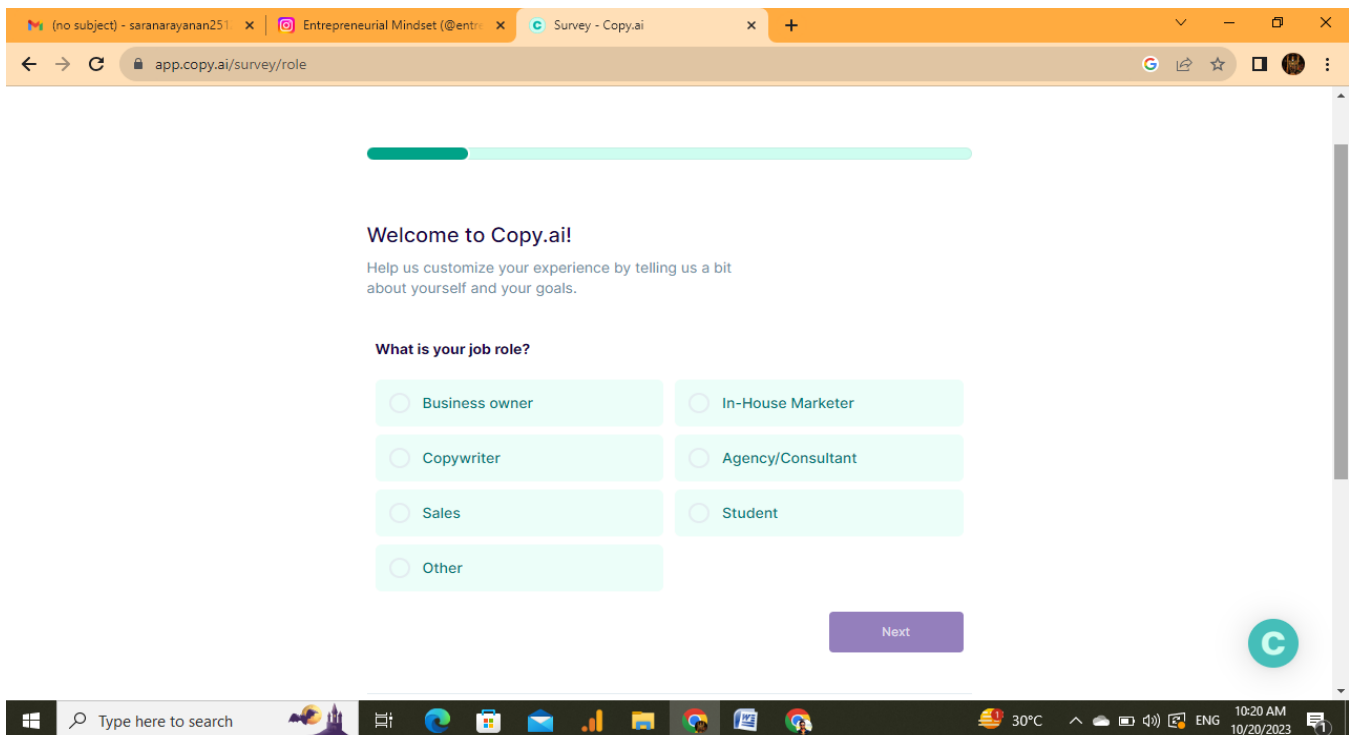 (no subject) - saranarayanan251
Entrepreneurial Mindset (@entre
C Survey - Copy.ai
app.copy.ai/survey/role
G
Welcome to Copy.ai!
Help us customize your experience by telling us a bit
about yourself and your goals.
What is your job role?
Business owner
In-House Marketer
Copywriter
Agency/Consultant
Sales
Student
Other
Next
C
Type here to search
1
30°C
ENG
10:20 AM
10/20/2023
1